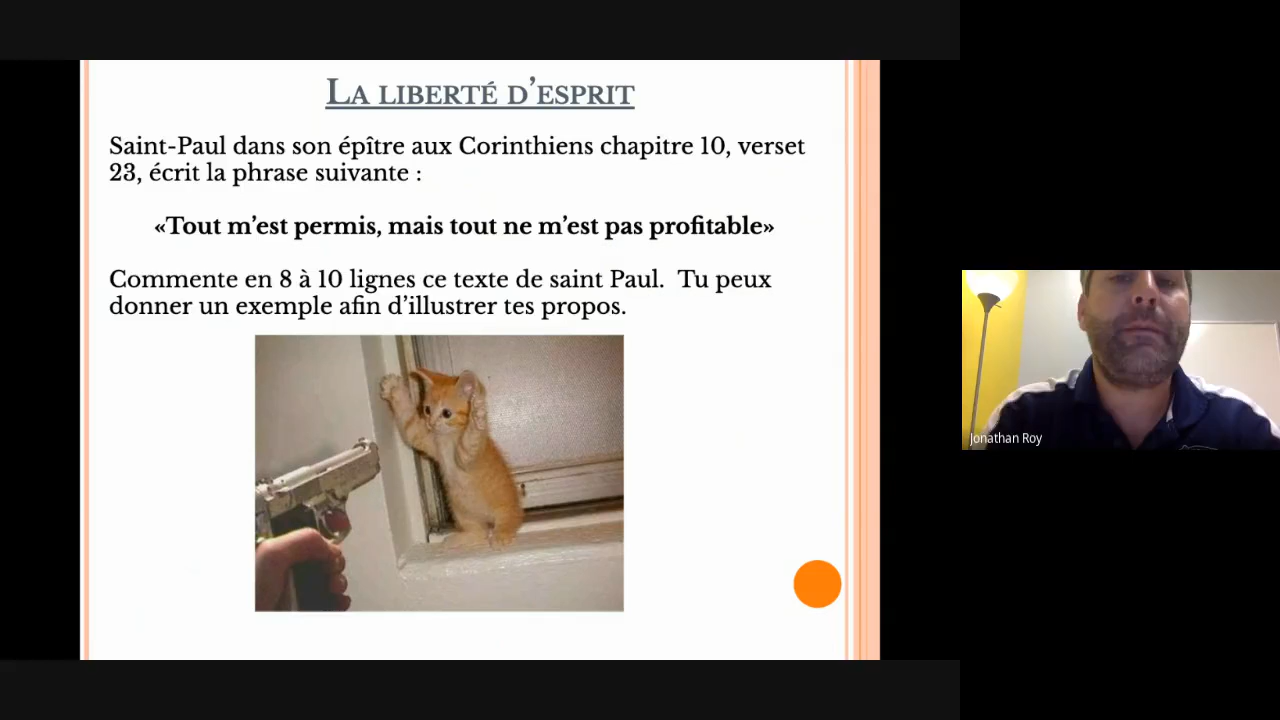 La liberté d’esprit
Saint-Paul dans son épître aux Corinthiens chapitre 10, verset
23, écrit la phrase suivante :
«Tout m’est permis, mais tout ne m’est pas profitable»
Commente en 8 à 10 lignes ce texte de saint Paul. Tu peux
donner un exemple afin d’illustrer tes propos.
Jonathan Roy